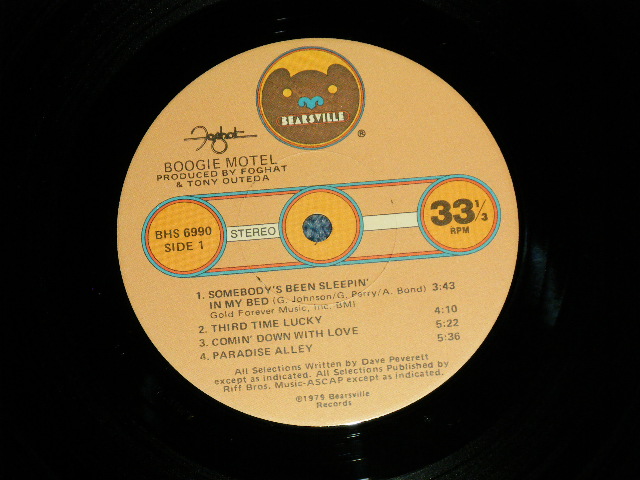 BEARSVILLE
®
Foghat
BOOGIE MOTEL
PRODUCED BY FOGHAT
& TONY OUTEDA
BHS 6990
SIDE 1
STEREO
33 1/3
RPM
1. SOMEBODY'S BEEN SLEEPIN'
IN MY BED (G. Johnson/G. Perry/A. Bond) 3:43
Gold Forever Music, Inc. BMI)
2. THIRD TIME LUCKY 4:10
3. COMIN' DOWN WITH LOVE 5:22
4. PARADISE ALLEY 5:36
All Selections Written by Dave Peverett
except as indicated. All Selections Published by
Riff Bros. Music-ASCAP except as indicated.
©1979 Bearsville
Records